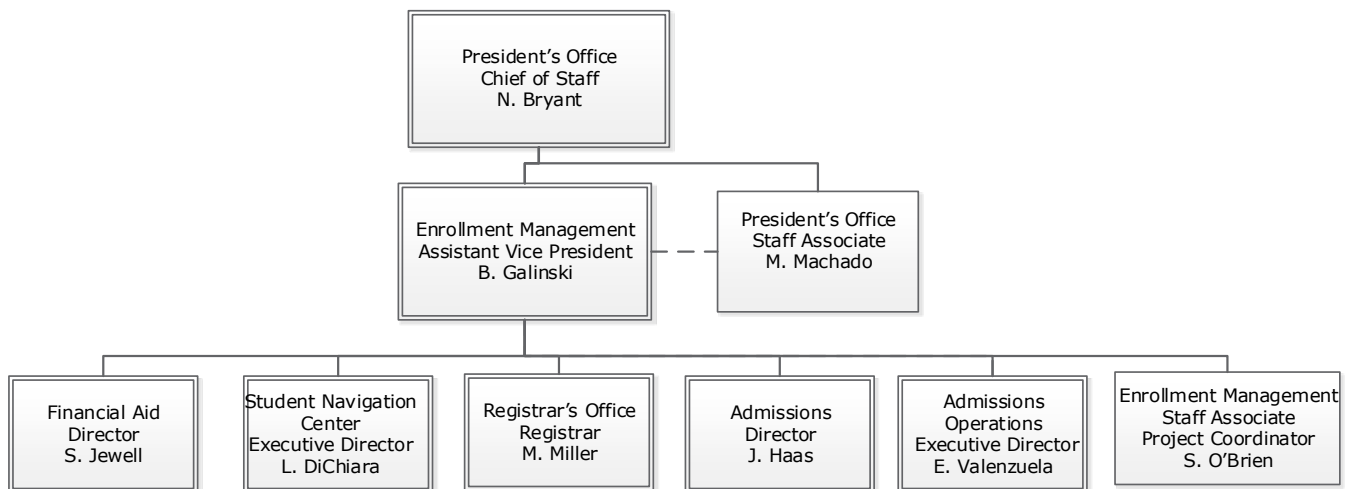 President’s Office
Chief of Staff
N. Bryant
Enrollment Management
Assistant Vice President
B. Galinski
President’s Office
Staff Associate
M. Machado
Financial Aid
Director
S. Jewell
Student Navigation
Center
Executive Director
L. DiChiara
Registrar’s Office
Registrar
M. Miller
Admissions
Director
J. Haas
Admissions
Operations
Executive Director
E. Valenzuela
Enrollment Management
Staff Associate
Project Coordinator
S. O’Brien